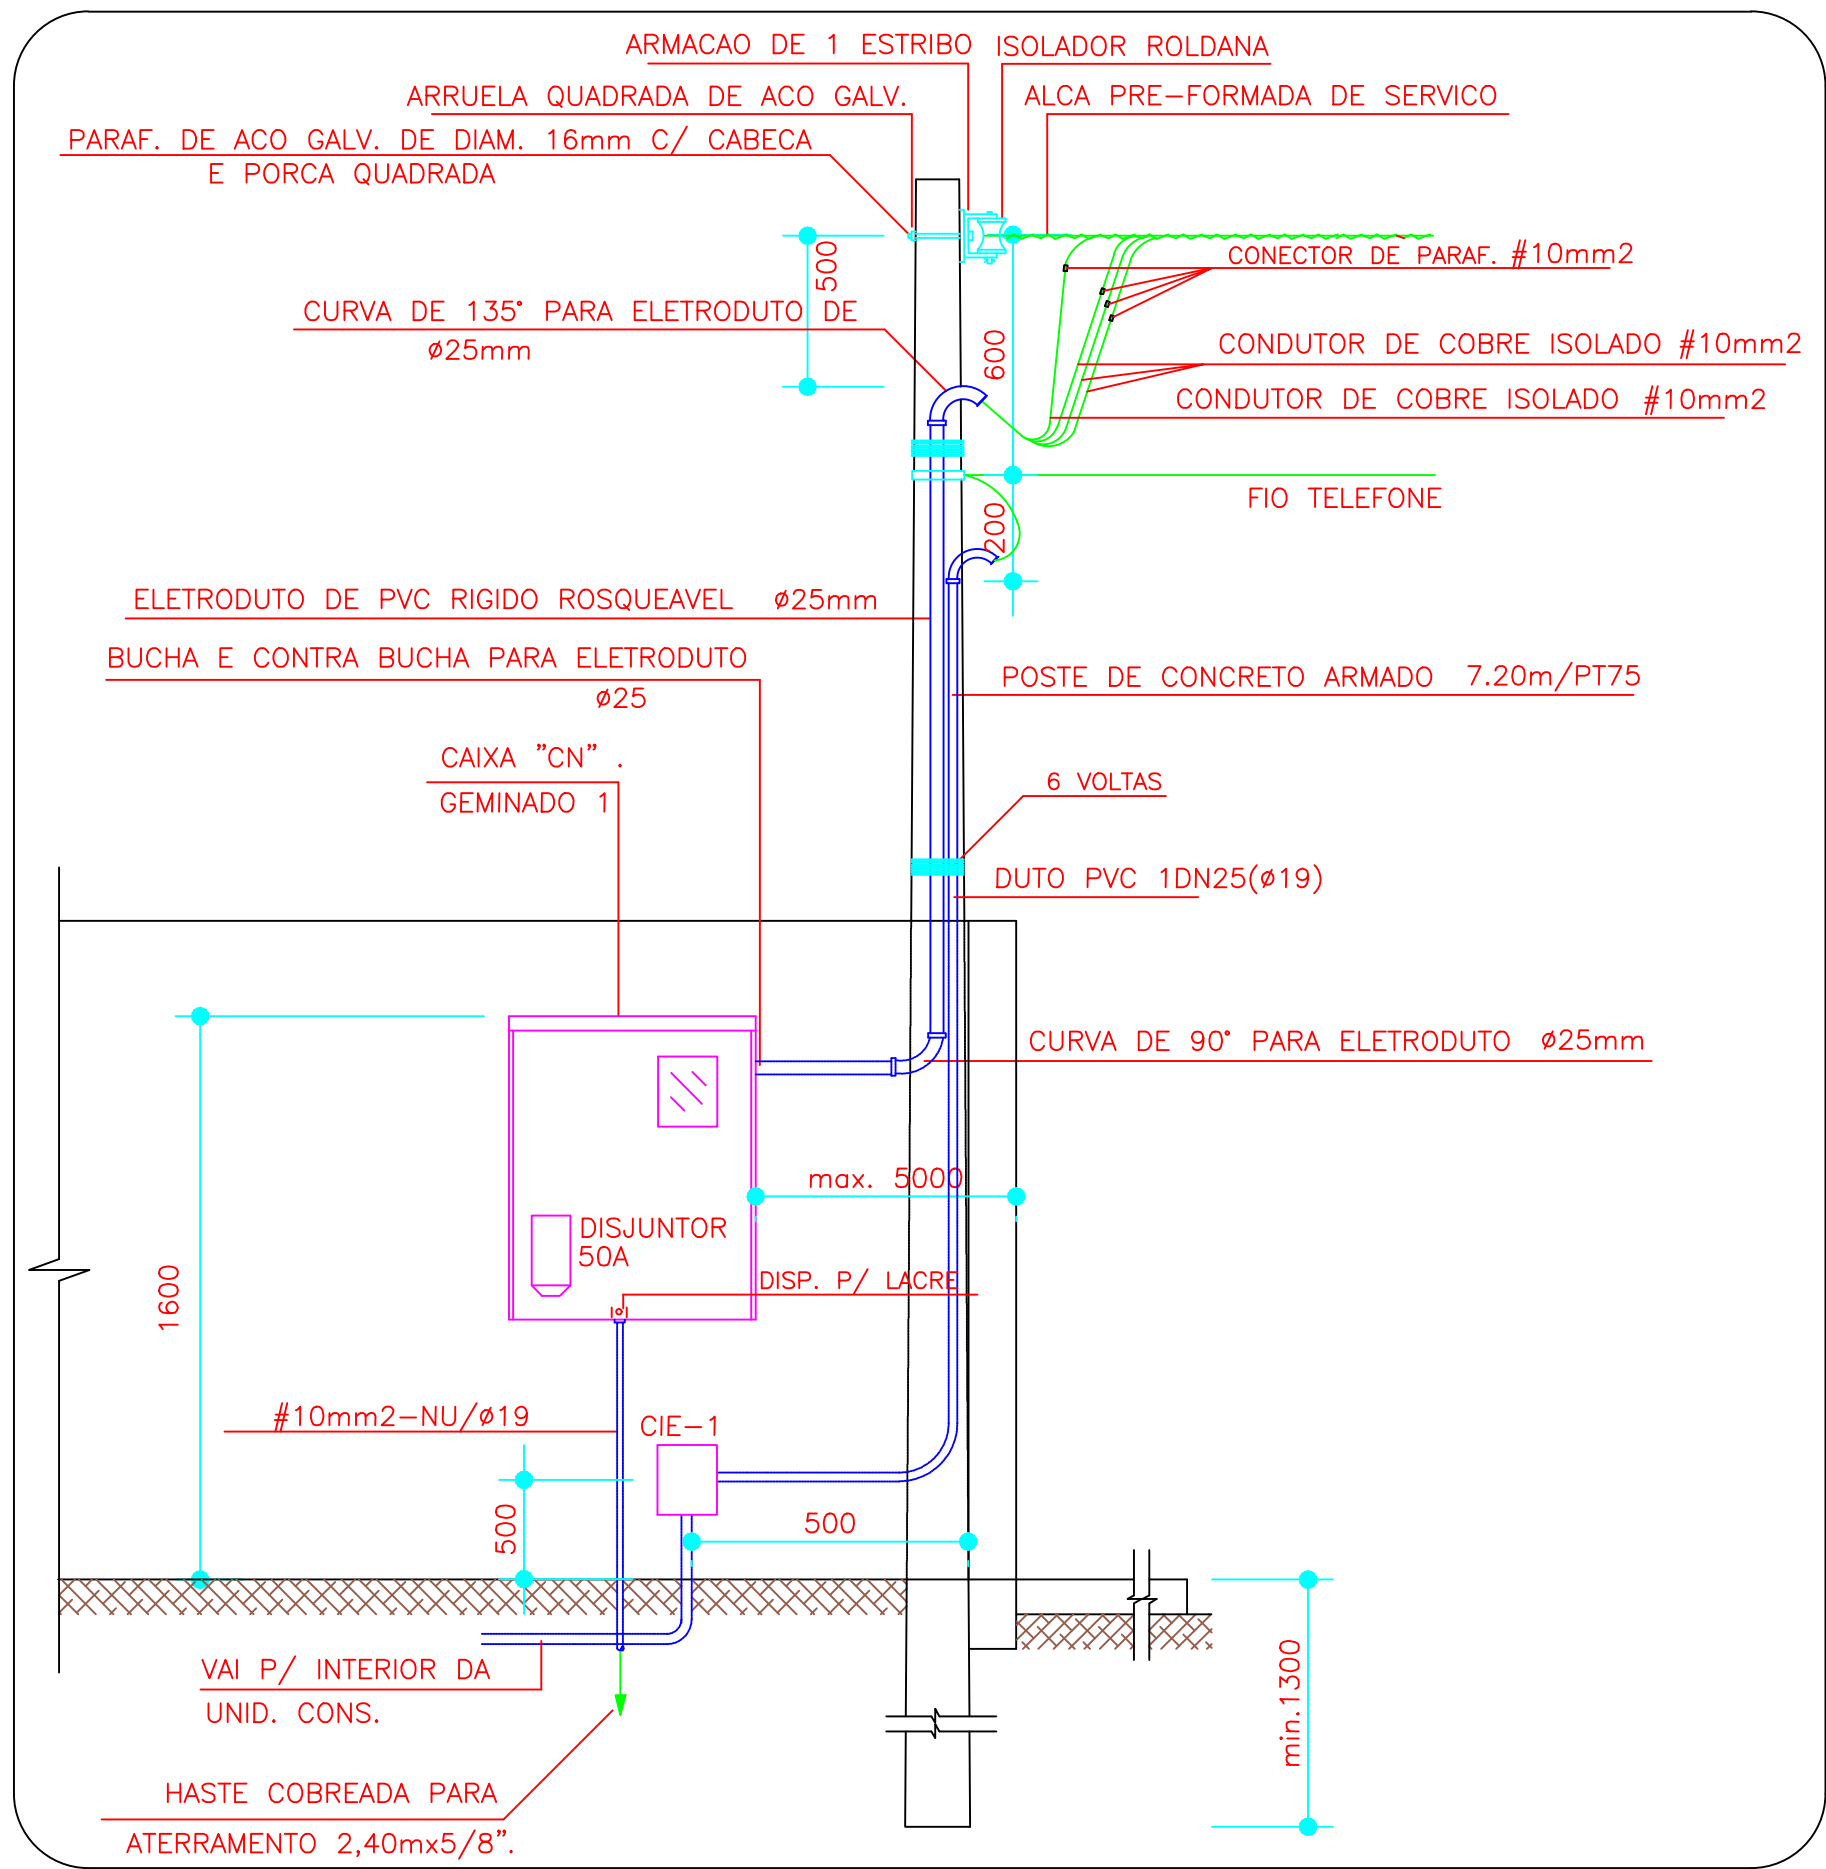 ARMACAO DE 1 ESTRIBO
ISOLADOR ROLDANA
ARRUELA QUADRADA DE ACO GALV.
ALCA PRE-FORMADA DE SERVICO
PARAF. DE ACO GALV. DE DIAM. 16mm C/ CABECA
E PORCA QUADRADA
500
CONECTOR DE PARAF. #10mm2
CURVA DE 135° PARA ELETRODUTO DE
ø25mm
600
CONDUTOR DE COBRE ISOLADO #10mm2
CONDUTOR DE COBRE ISOLADO #10mm2
FIO TELEFONE
200
ELETRODUTO DE PVC RIGIDO ROSQUEAVEL ø25mm
BUCHA E CONTRA BUCHA PARA ELETRODUTO
ø25
POSTE DE CONCRETO ARMADO 7.20m/PT75
CAIXA "CN" .
GEMINADO 1
6 VOLTAS
DUTO PVC 1DN25(ø19)
CURVA DE 90° PARA ELETRODUTO ø25mm
max. 5000
DISJUNTOR
50A
DISP. P/ LACRE
1600
#10mm2-NU/ø19
CIE-1
500
500
VAI P/ INTERIOR DA
UNID. CONS.
min.1300
HASTE COBREADA PARA
ATERRAMENTO 2,40mx5/8".